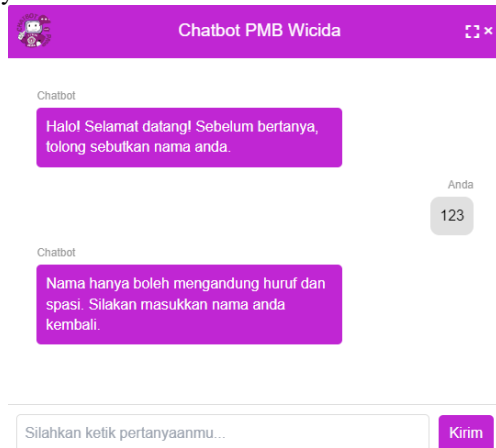 Chatbot PMB Wicida
Chatbot
Halo! Selamat datang! Sebelum bertanya,
tolong sebutkan nama anda.
Anda
123
Chatbot
Nama hanya boleh mengandung huruf dan
spasi. Silakan masukkan nama anda
kembali.
Silahkan ketik pertanyaanmu...
Kirim